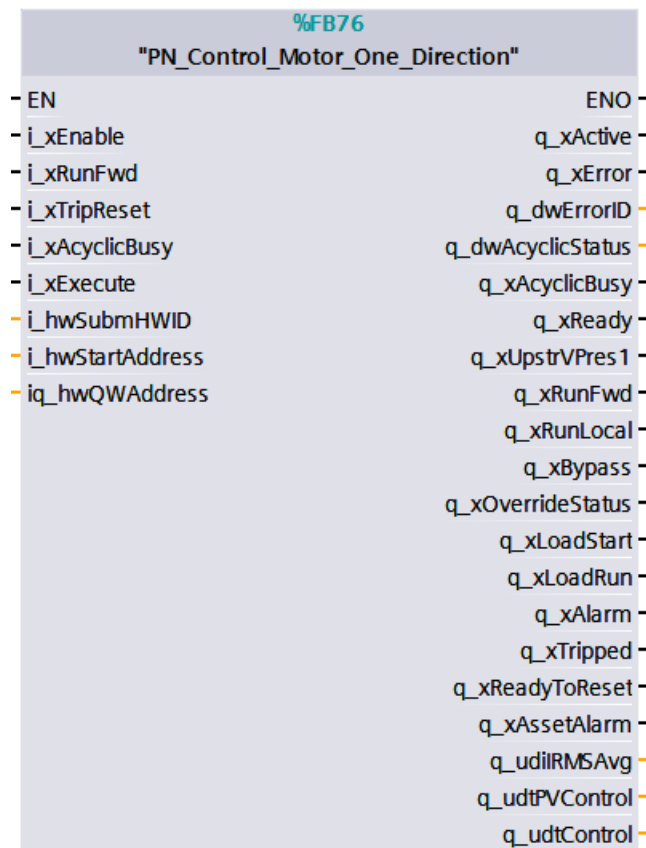 %FB76
"PN_Control_Motor_One_Direction"
EN ENO
i_xEnable q_xActive
i_xRunFwd q_xError
i_xTripReset q_dwErrorID
i_xAcyclicBusy q_dwAcyclicStatus
i_xExecute q_xAcyclicBusy
i_hwSubmHWID q_xReady
i_hwStartAddress q_xUpstrVPres1
iq_hwQWAddress q_xRunFwd
q_xRunLocal
q_xBypass
q_xOverrideStatus
q_xLoadStart
q_xLoadRun
q_xAlarm
q_xTripped
q_xReadyToReset
q_xAssetAlarm
q_udiIRMSAvg
q_udtPVControl
q_udtControl